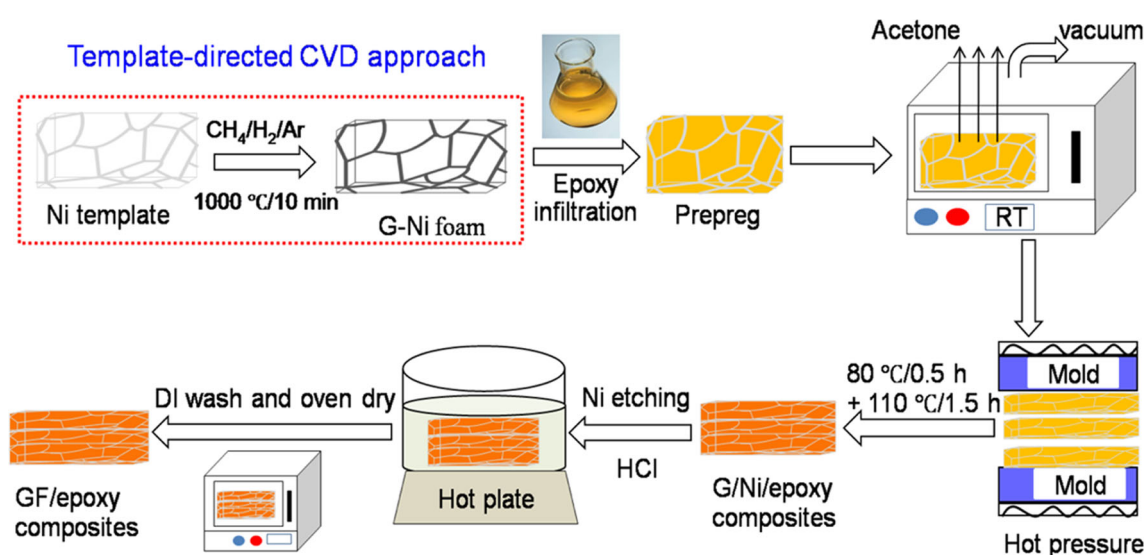 Template-directed CVD approach
CH₄/H₂/Ar
1000 ℃/10 min
Ni template
G-Ni foam
Epoxy
infiltration
Prepreg
Acetone
vacuum
RT
Mold
Mold
Hot pressure
80 ℃/0.5 h
+ 110 ℃/1.5 h
G/Ni/epoxy
composites
Ni etching
HCl
Hot plate
DI wash and oven dry
GF/epoxy
composites